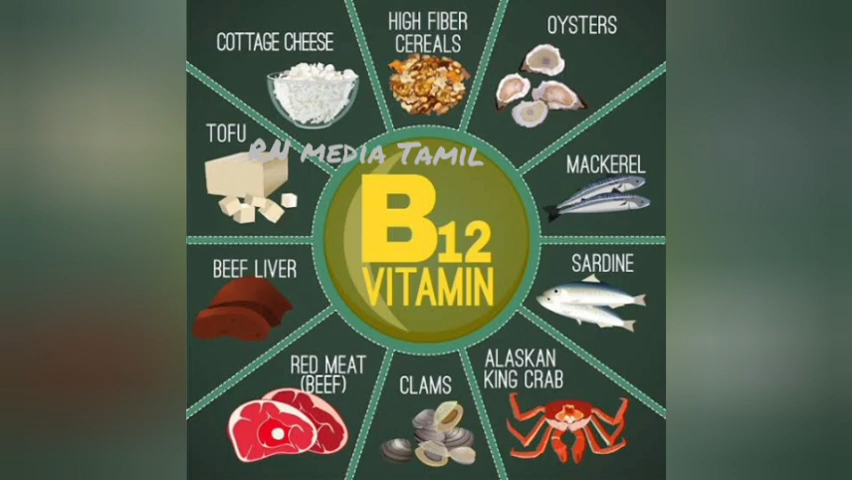 COTTAGE CHEESE
HIGH FIBER
CEREALS
OYSTERS
TOFU
RN MEDIA TAMIL
MACKEREL
B12
VITAMIN
BEEF LIVER
SARDINE
RED MEAT
(BEEF)
CLAMS
ALASKAN
KING CRAB